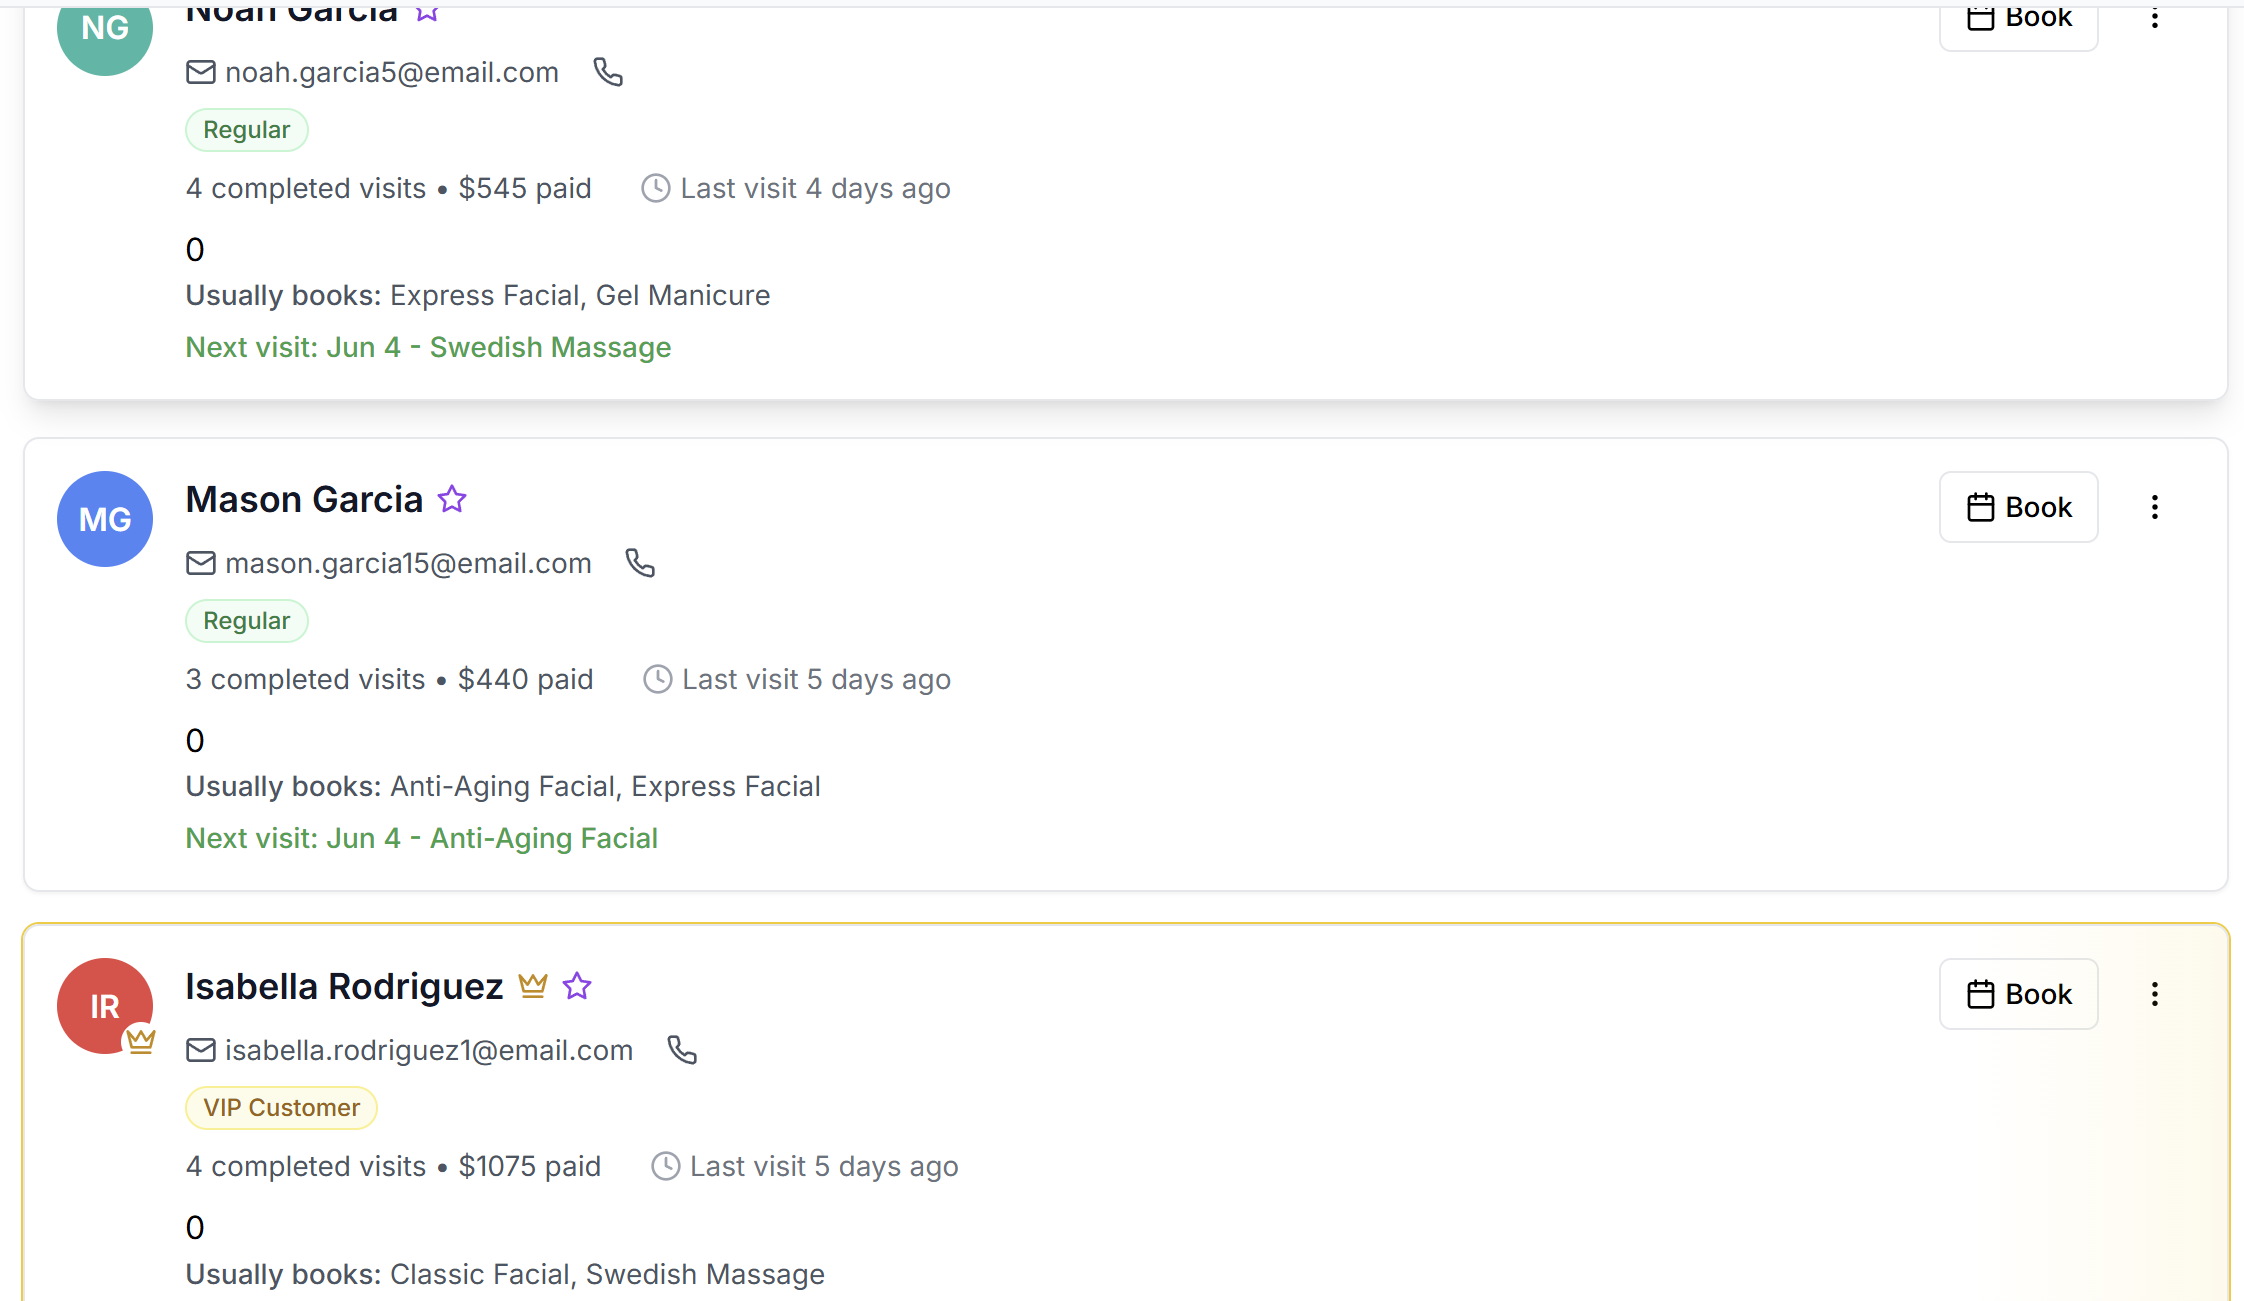 NG Noah Garcia Book
noah.garcia5@email.com
Regular
4 completed visits • $545 paid Last visit 4 days ago
0
Usually books: Express Facial, Gel Manicure
Next visit: Jun 4 - Swedish Massage
MG Mason Garcia Book
mason.garcia15@email.com
Regular
3 completed visits • $440 paid Last visit 5 days ago
0
Usually books: Anti-Aging Facial, Express Facial
Next visit: Jun 4 - Anti-Aging Facial
IR Isabella Rodriguez Book
isabella.rodriguez1@email.com
VIP Customer
4 completed visits • $1075 paid Last visit 5 days ago
0
Usually books: Classic Facial, Swedish Massage